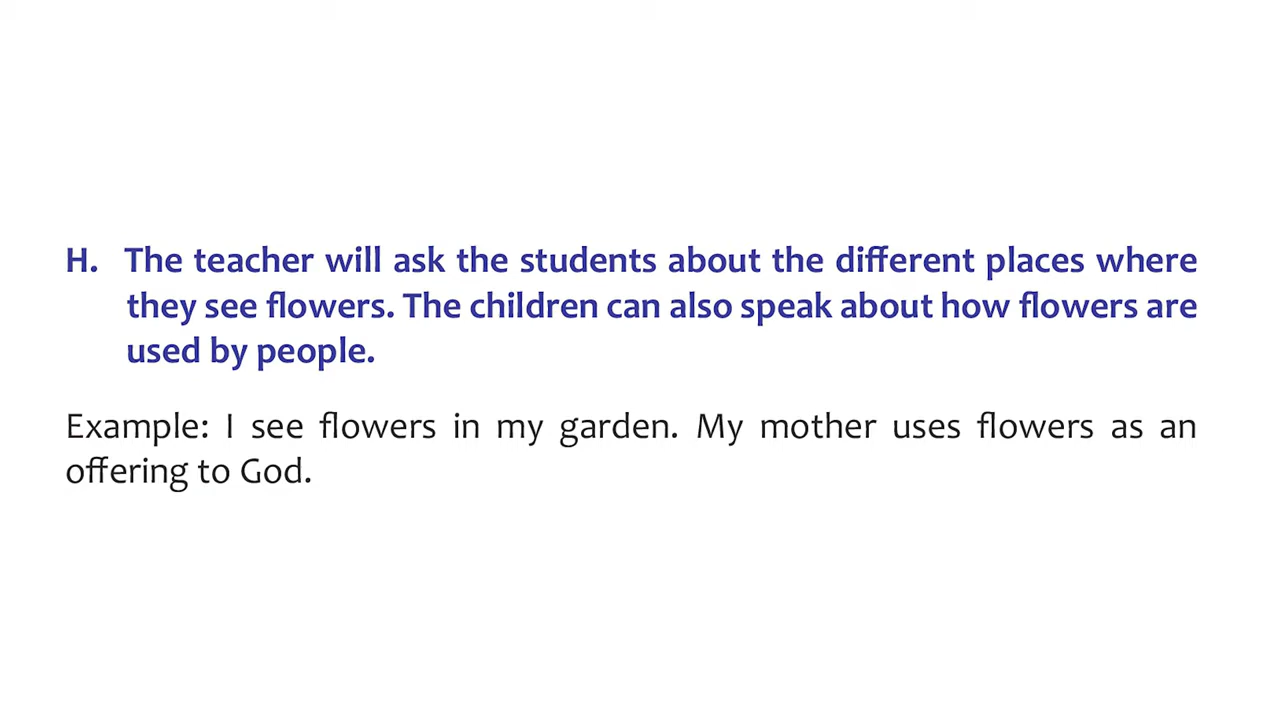 H. The teacher will ask the students about the different places where
they see flowers. The children can also speak about how flowers are
used by people.
Example: I see flowers in my garden. My mother uses flowers as an
offering to God.